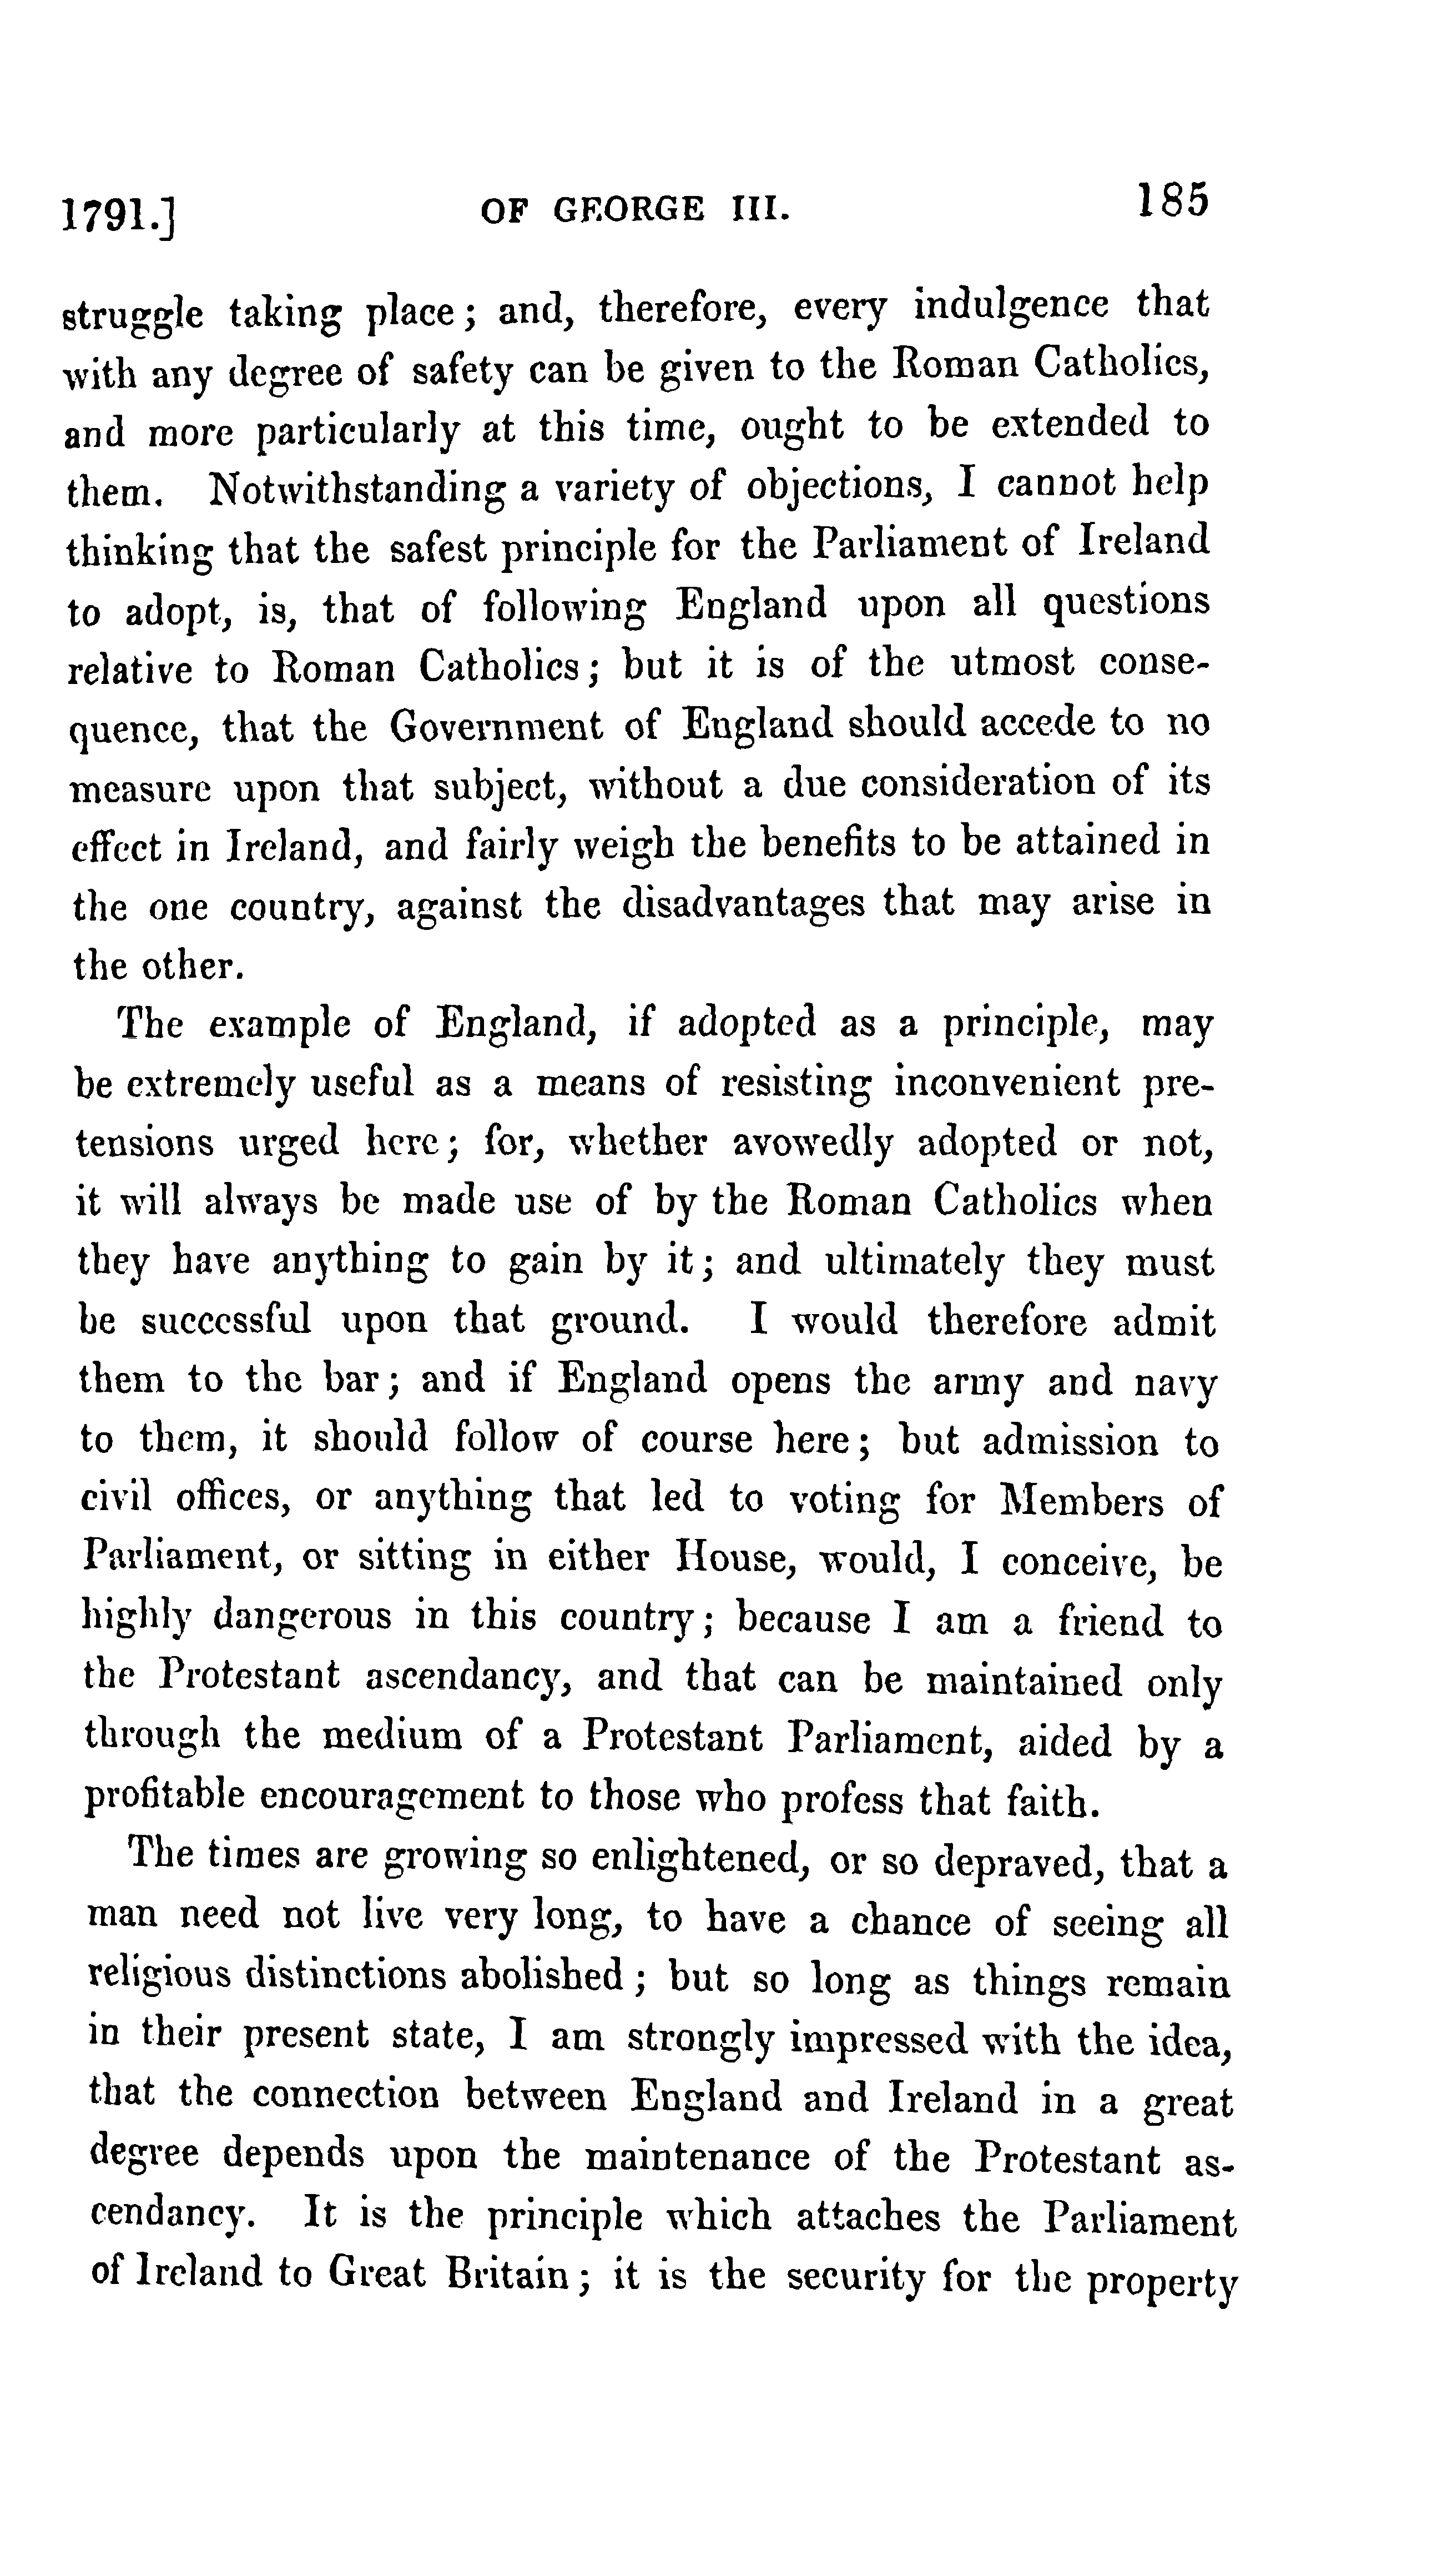 1791.] OF GEORGE III. 185
struggle taking place; and, therefore, every indulgence that
with any degree of safety can be given to the Roman Catholics,
and more particularly at this time, ought to be extended to
them. Notwithstanding a variety of objections, I cannot help
thinking that the safest principle for the Parliament of Ireland
to adopt, is, that of following England upon all questions
relative to Roman Catholics; but it is of the utmost conse-
quence, that the Government of England should accede to no
measure upon that subject, without a due consideration of its
effect in Ireland, and fairly weigh the benefits to be attained in
the one country, against the disadvantages that may arise in
the other.
The example of England, if adopted as a principle, may
be extremely useful as a means of resisting inconvenient pre-
tensions urged here; for, whether avowedly adopted or not,
it will always be made use of by the Roman Catholics when
they have anything to gain by it; and ultimately they must
be successful upon that ground. I would therefore admit
them to the bar; and if England opens the army and navy
to them, it should follow of course here; but admission to
civil offices, or anything that led to voting for Members of
Parliament, or sitting in either House, would, I conceive, be
highly dangerous in this country; because I am a friend to
the Protestant ascendancy, and that can be maintained only
through the medium of a Protestant Parliament, aided by a
profitable encouragement to those who profess that faith.
The times are growing so enlightened, or so depraved, that a
man need not live very long, to have a chance of seeing all
religious distinctions abolished; but so long as things remain
in their present state, I am strongly impressed with the idea,
that the connection between England and Ireland in a great
degree depends upon the maintenance of the Protestant as-
cendancy. It is the principle which attaches the Parliament
of Ireland to Great Britain; it is the security for the property